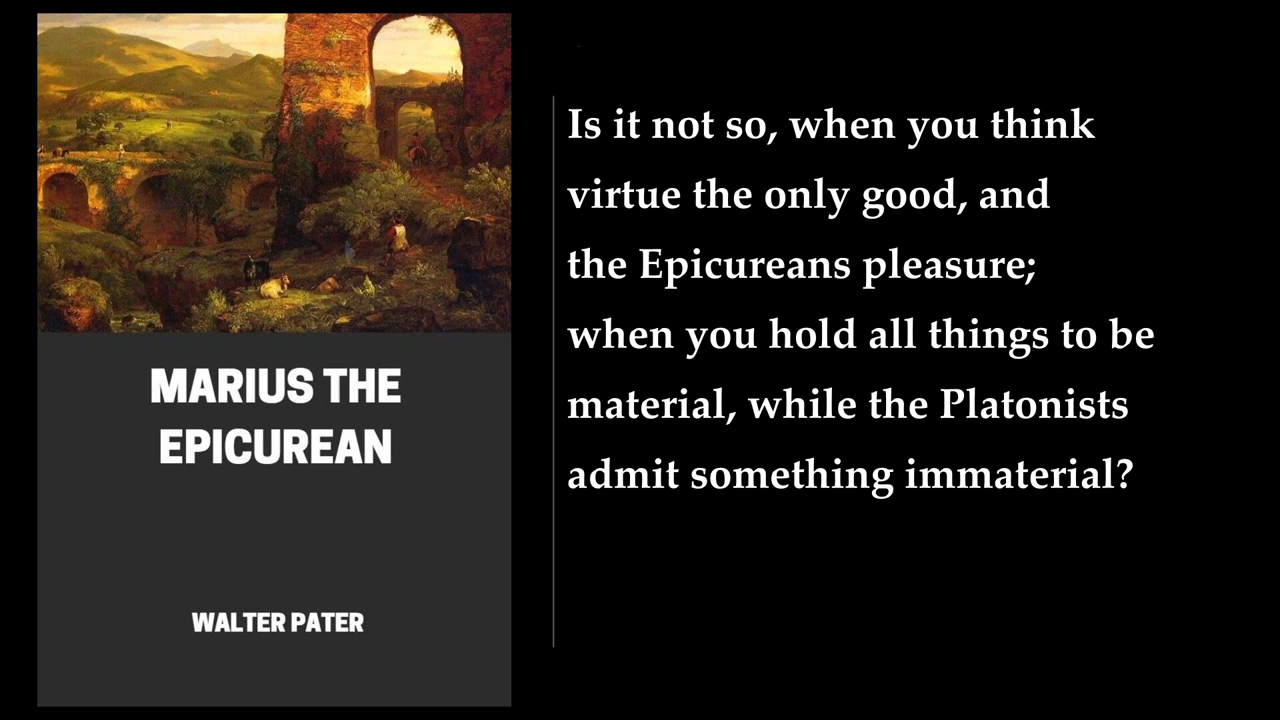 MARIUS THE
EPICUREAN
WALTER PATER
Is it not so, when you think
virtue the only good, and
the Epicureans pleasure;
when you hold all things to be
material, while the Platonists
admit something immaterial?